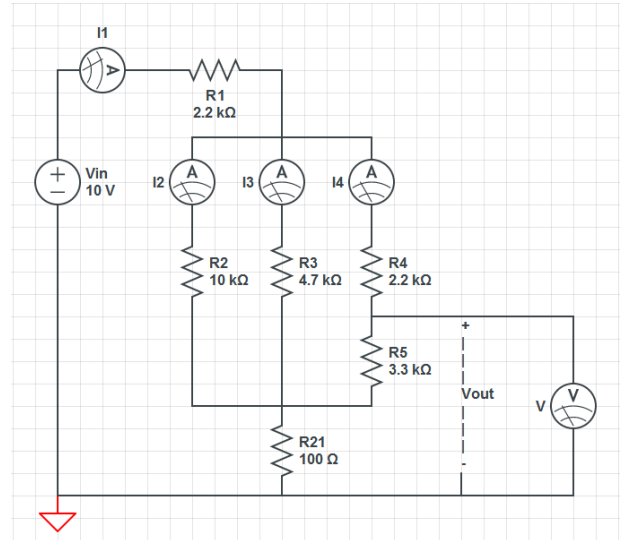 I1
A
R1
2.2 kΩ
+
Vin
10 V
I2
A
I3
A
I4
A
R2
10 kΩ
R3
4.7 kΩ
R4
2.2 kΩ
+
R5
3.3 kΩ
Vout
V
V
R21
100 Ω
-